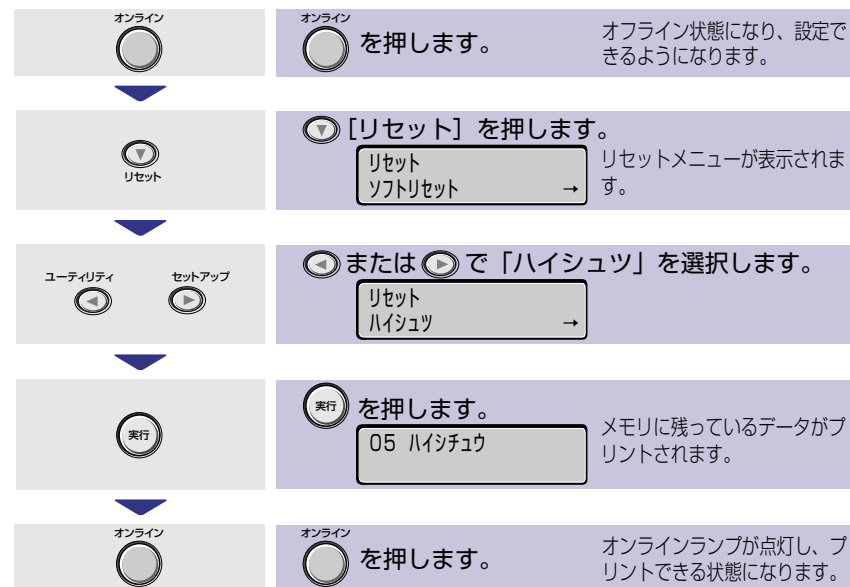 オンライン
オンライン
を押します。
オフライン状態になり、設定で
きるようになります。
リセット
[リセット] を押します。
リセット
ソフトリセット →
リセットメニューが表示されま
す。
ユーティリティ セットアップ
または で「ハイシュツ」を選択します。
リセット
ハイシュツ →
実行
実行 を押します。
05 ハイシチュウ
メモリに残っているデータがプ
リントされます。
オンライン
オンライン
を押します。
オンラインランプが点灯し、プ
リントできる状態になります。